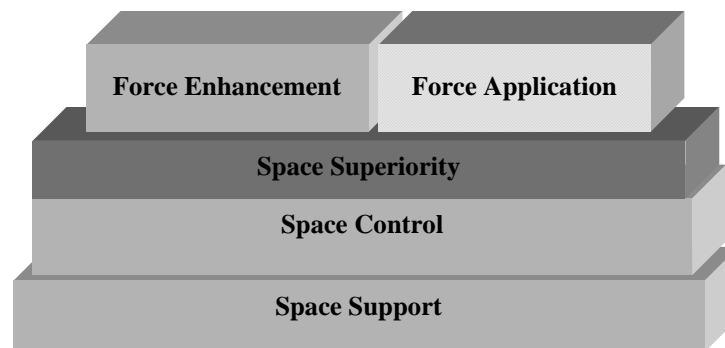 Force Enhancement
Force Application
Space Superiority
Space Control
Space Support